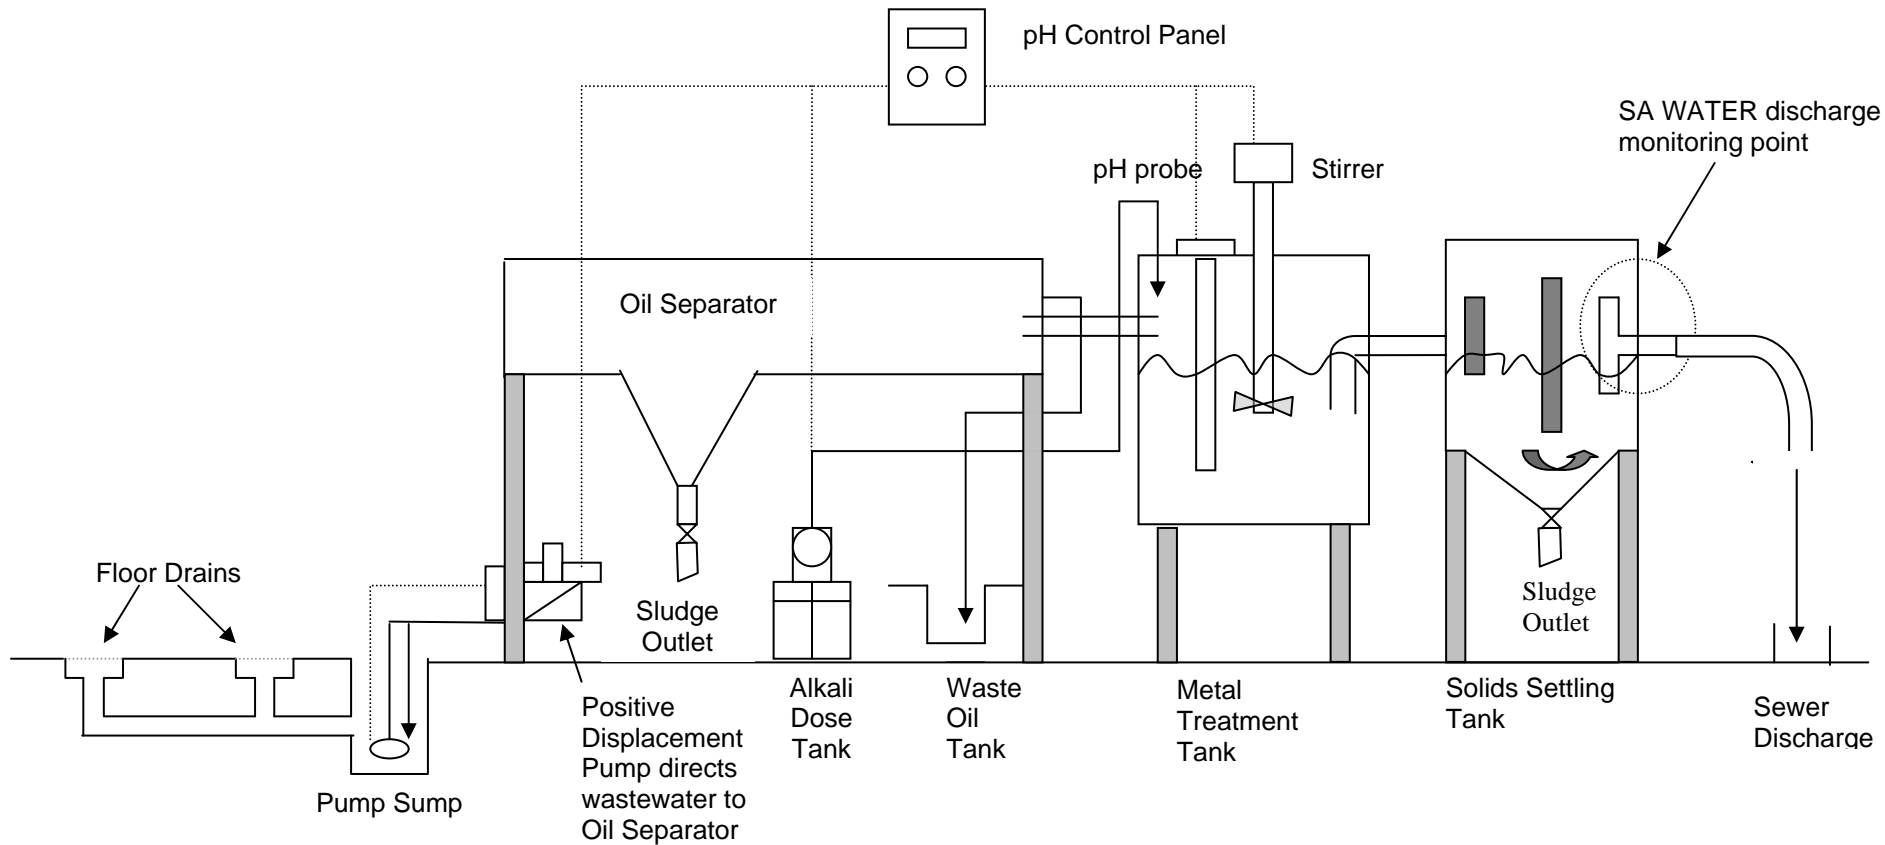 pH Control Panel
SA WATER discharge
monitoring point
pH probe
Stirrer
Oil Separator
Floor Drains
Sludge
Outlet
Sludge
Outlet
Alkali
Dose
Tank
Waste
Oil
Tank
Metal
Treatment
Tank
Solids Settling
Tank
Sewer
Discharge
Positive
Displacement
Pump directs
wastewater to
Oil Separator
Pump Sump